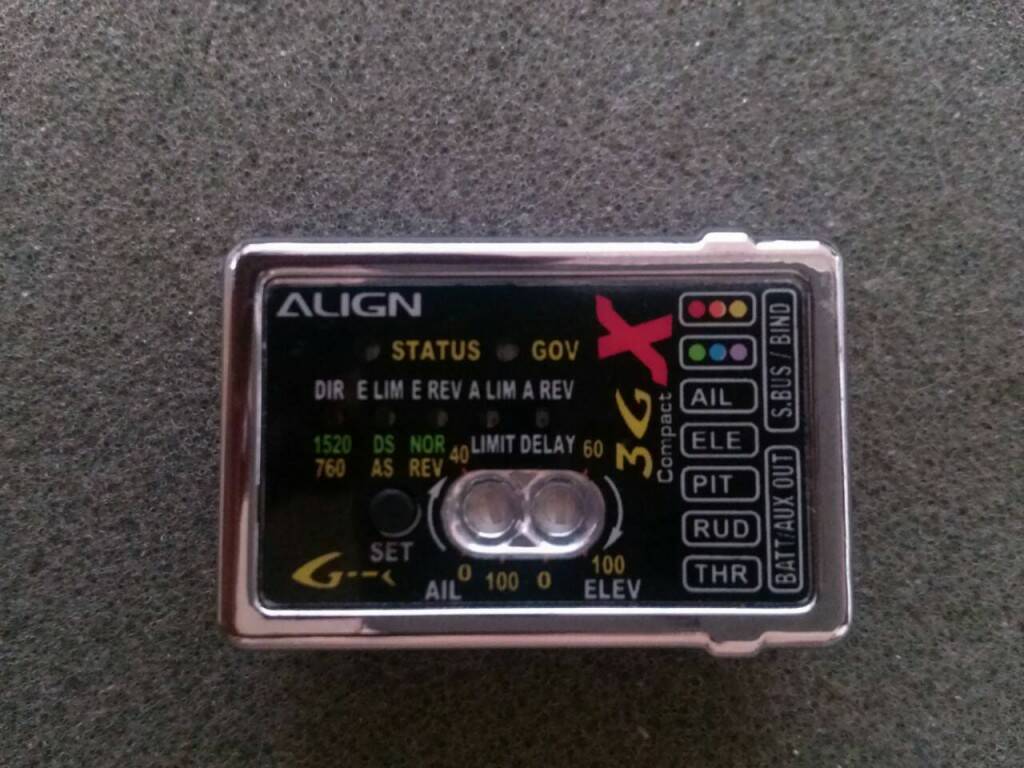 ALIGN
STATUS GOV
DIR E LIM E REV A LIM A REV
1520 DS NOR LIMIT DELAY
760 AS REV 40 60
SET
AIL 0 100 0 100 ELEV
X
3G
Compact
AIL
ELE
PIT
RUD
THR
S.BUS / BIND
BATT/AUX OUT